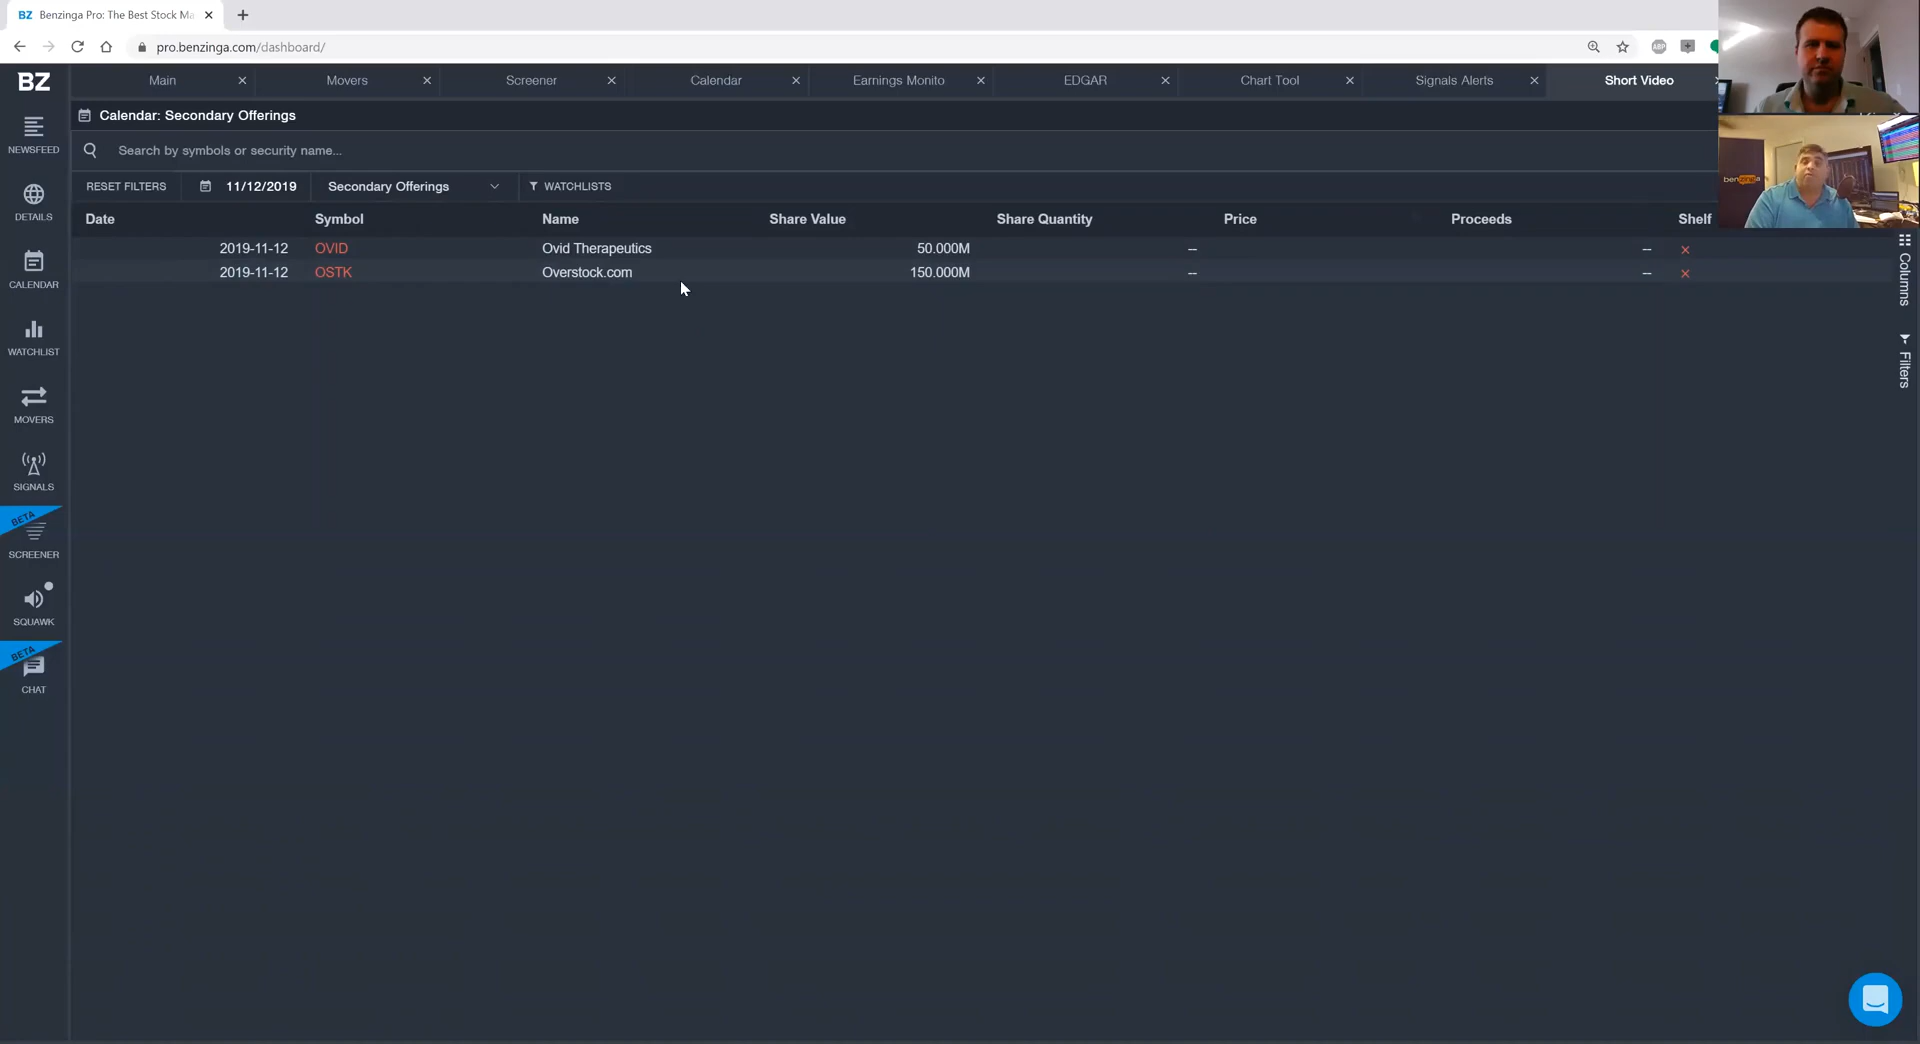 BZ Benzinga Pro: The Best Stock Ma
pro.benzinga.com/dashboard/
ABP
BZ
Main Movers Screener Calendar Earnings Monito EDGAR Chart Tool Signals Alerts Short Video
Calendar: Secondary Offerings
Search by symbols or security name...
RESET FILTERS 11/12/2019 Secondary Offerings WATCHLISTS
Date Symbol Name Share Value Share Quantity Price Proceeds Shelf
2019-11-12 OVID Ovid Therapeutics 50.000M -- --
2019-11-12 OSTK Overstock.com 150.000M -- --
NEWSFEED
DETAILS
CALENDAR
WATCHLIST
MOVERS
SIGNALS
BETA
SCREENER
SQUAWK
BETA
CHAT
Columns
Filters
benzinga